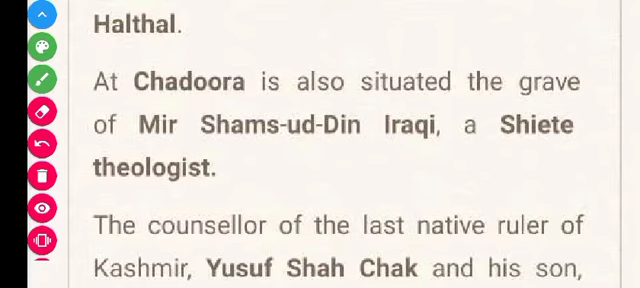 Halthal.
At Chadoora is also situated the grave
of Mir Shams-ud-Din Iraqi, a Shiete
theologist.
The counsellor of the last native ruler of
Kashmir, Yusuf Shah Chak and his son,